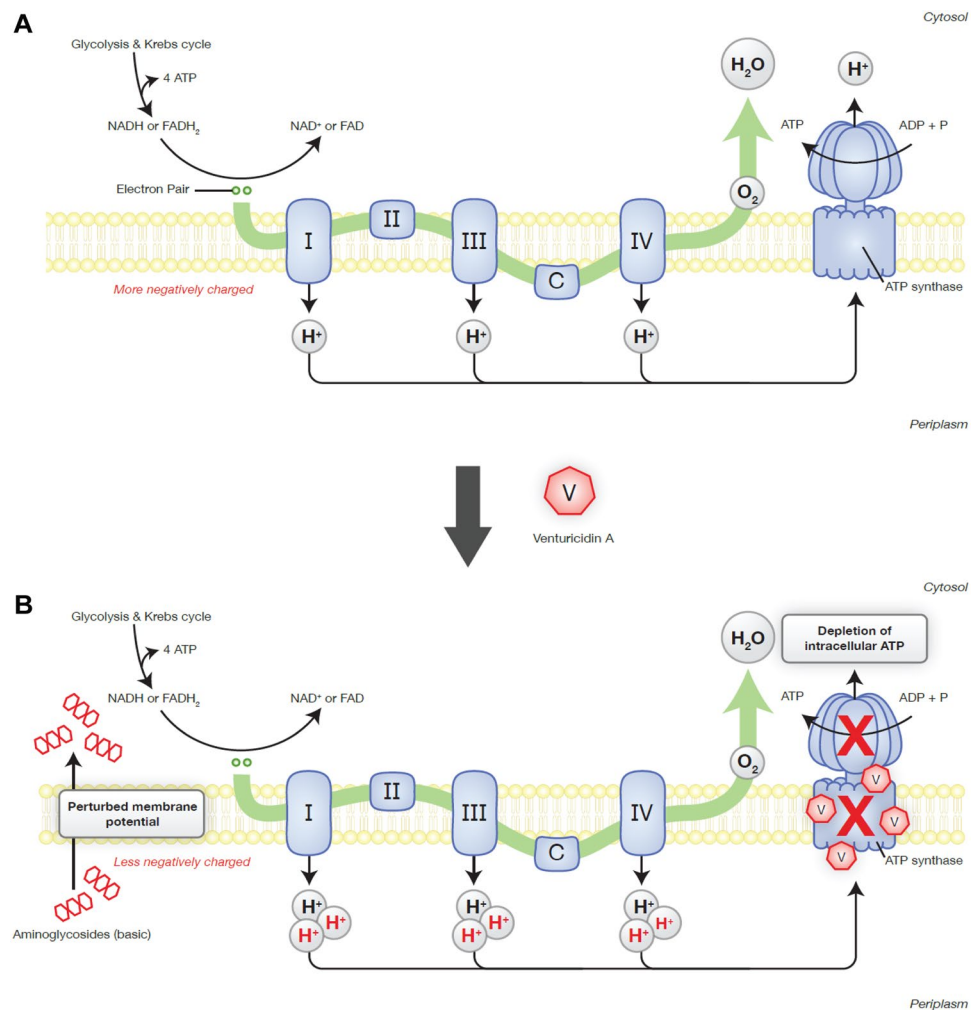 A
Cytosol
Glycolysis & Krebs cycle
4 ATP
NADH or FADH2
NAD+ or FAD
H2O
H+
ATP
ADP + P
Electron Pair
O2
I
II
III
IV
C
More negatively charged
ATP synthase
H+
H+
H+
Periplasm
V
Venturicidin A
B
Cytosol
Glycolysis & Krebs cycle
4 ATP
NADH or FADH2
NAD+ or FAD
H2O
Depletion of
intracellular ATP
ATP
ADP + P
X
O2
V
Perturbed membrane
potential
I
II
III
IV
C
V
X
V
V
Less negatively charged
ATP synthase
Aminoglycosides (basic)
H+
H+
H+
H+
H+
H+
H+
H+
H+
Periplasm